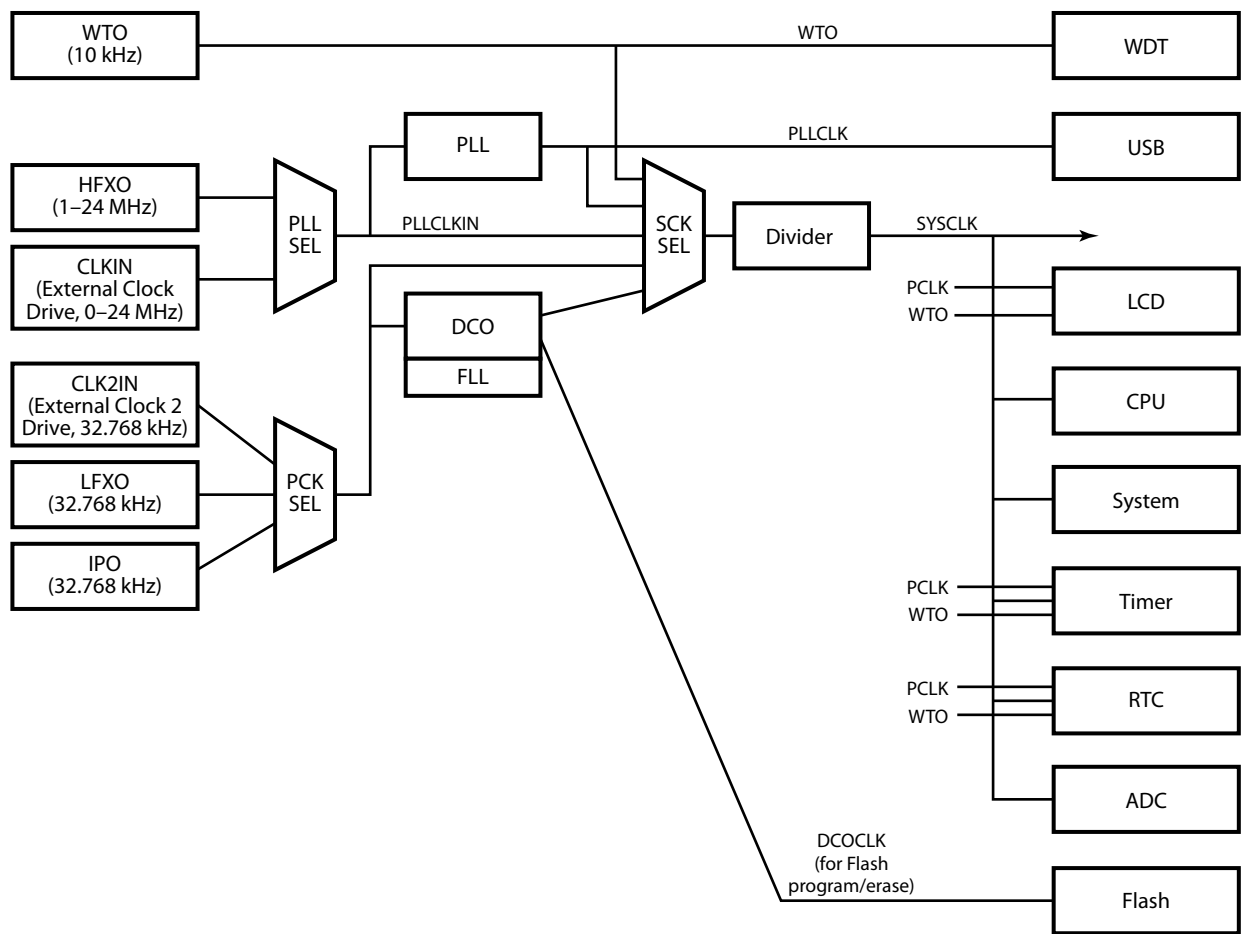 WTO
(10 kHz)
WTO
WDT
PLL
PLLCLK
USB
HFXO
(1–24 MHz)
PLL
SEL
PLLCLKIN
SCK
SEL
Divider
SYSCLK
CLKIN
(External Clock
Drive, 0–24 MHz)
PCLK
WTO
LCD
DCO
FLL
CLK2IN
(External Clock 2
Drive, 32.768 kHz)
CPU
LFXO
(32.768 kHz)
PCK
SEL
System
IPO
(32.768 kHz)
PCLK
WTO
Timer
PCLK
WTO
RTC
ADC
DCOCLK
(for Flash
program/erase)
Flash